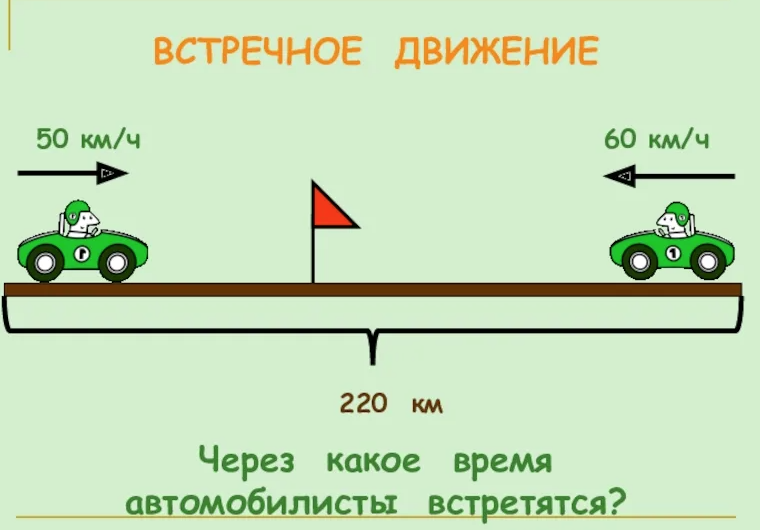 ВСТРЕЧНОЕ ДВИЖЕНИЕ
50 км/ч
60 км/ч
220 км
Через какое время
автомобилисты встретятся?